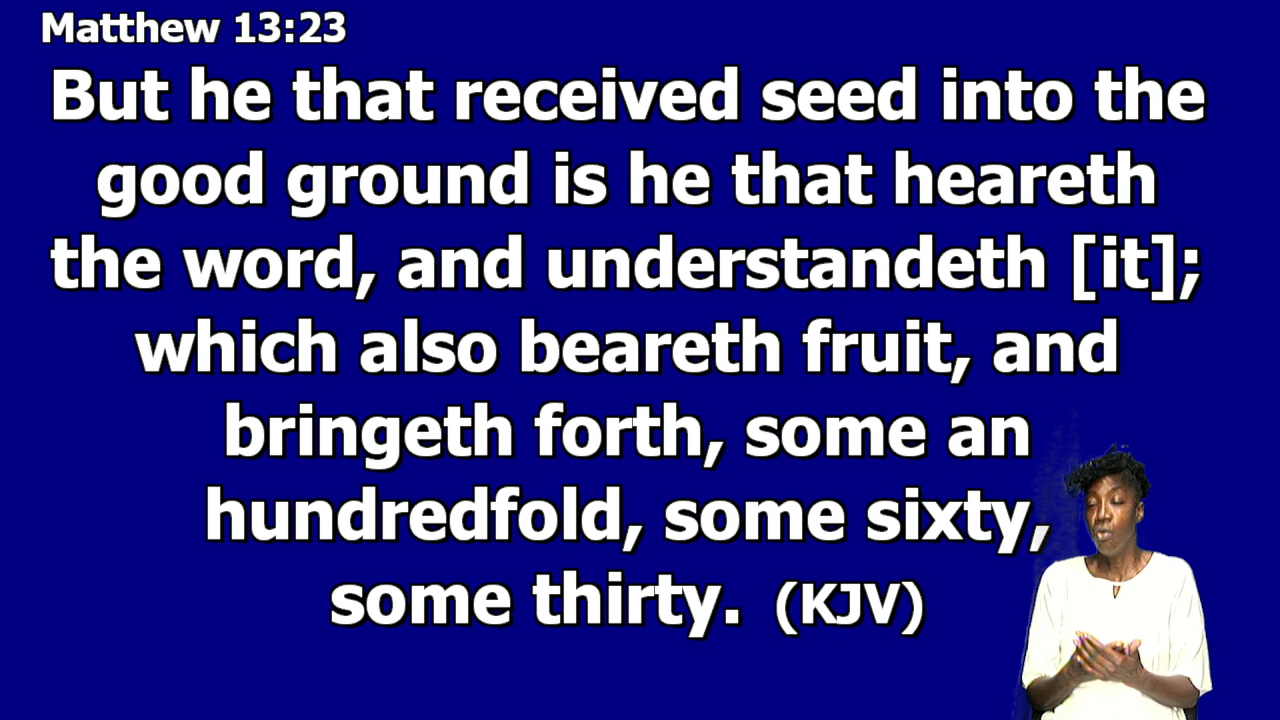 Matthew 13:23
But he that received seed into the
good ground is he that heareth
the word, and understandeth [it];
which also beareth fruit, and
bringeth forth, some an
hundredfold, some sixty,
some thirty. (KJV)